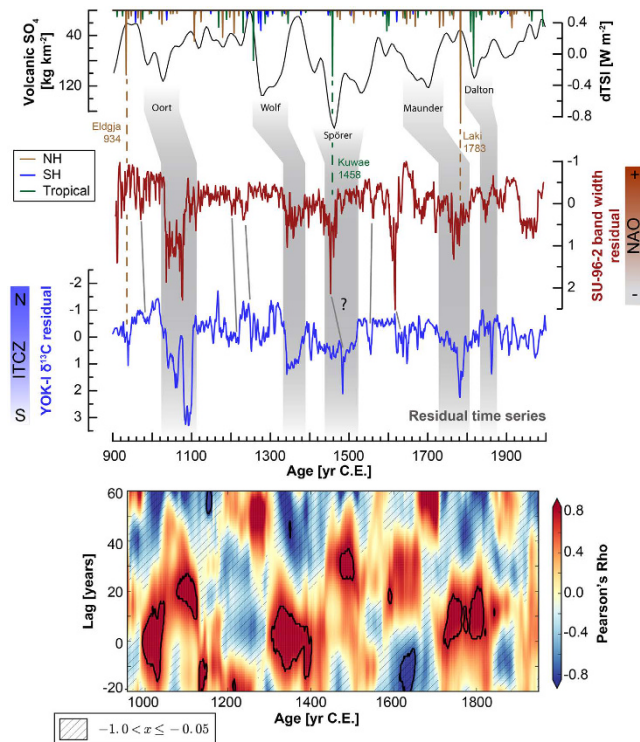 Volcanic SO4
[kg km-2]
40
120
0.4
0.0
-0.4
-0.8
dTSI [W m-2]
Oort
Wolf
Spörer
Maunder
Dalton
Eldgja
934
Kuwae
1458
Laki
1783
NH
SH
Tropical
-1
0
1
2
SU-96-2 band width
residual
+
NAO
-
N
ITCZ
S
YOK-I δ13C residual
-2
-1
0
1
2
3
?
Residual time series
900 1100 1300 1500 1700 1900
Age [yr C.E.]
60
40
20
0
-20
Lag [years]
1000 1200 1400 1600 1800
Age [yr C.E.]
0.8
0.4
0.0
-0.4
-0.8
Pearson's Rho
−1.0 < x ≤ −0.05